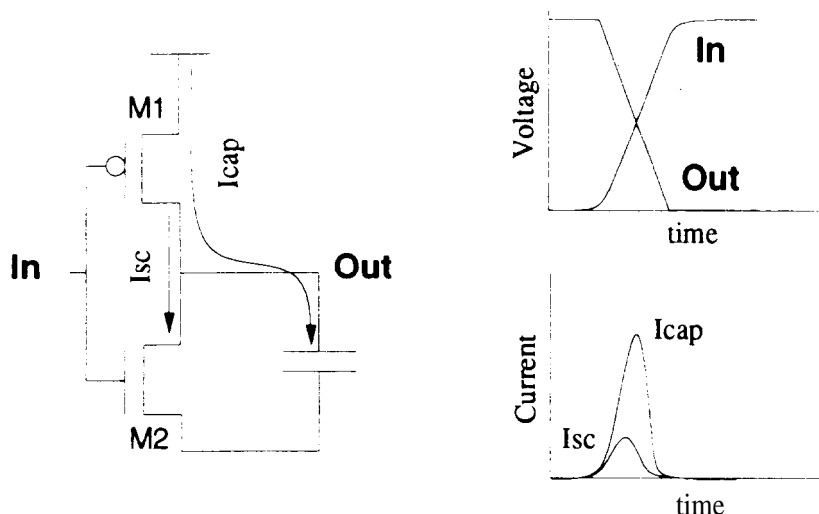 M1
Icap
In
Isc
Out
M2
Voltage
In
Out
time
Current
Icap
Isc
time